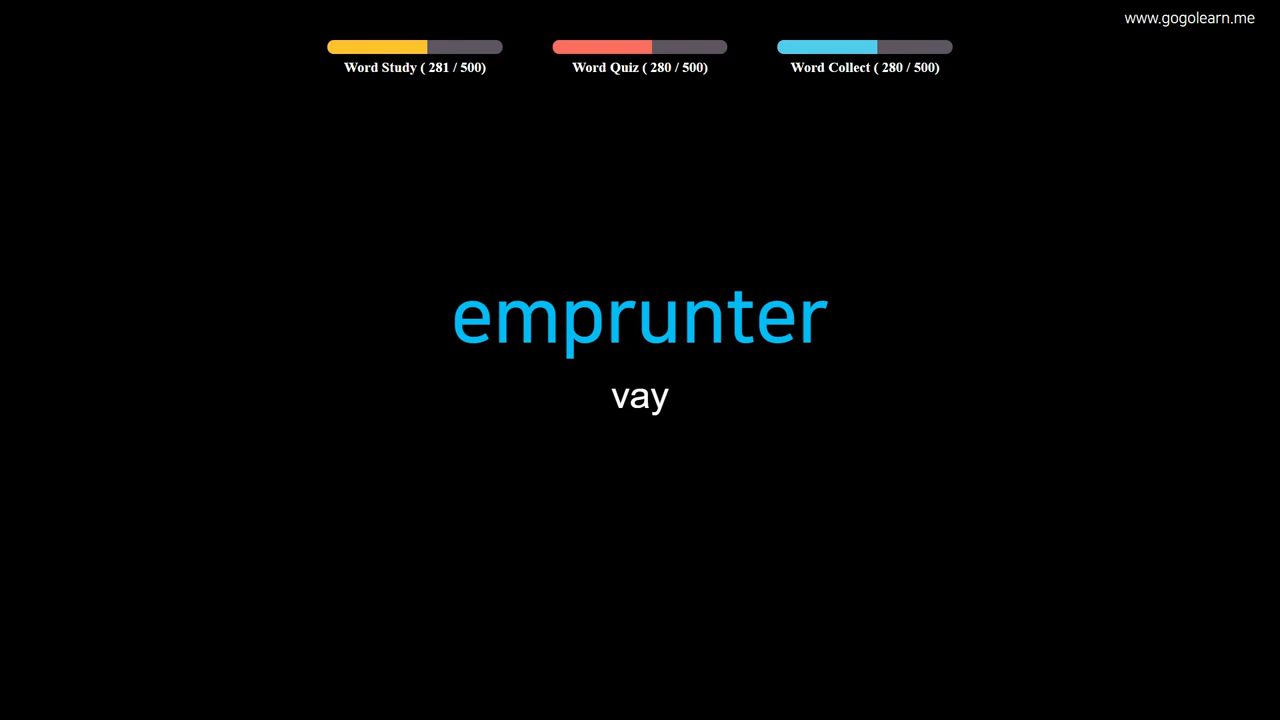 www.gogolearn.me
Word Study ( 281 / 500)
Word Quiz ( 280 / 500)
Word Collect ( 280 / 500)
emprunter
vay